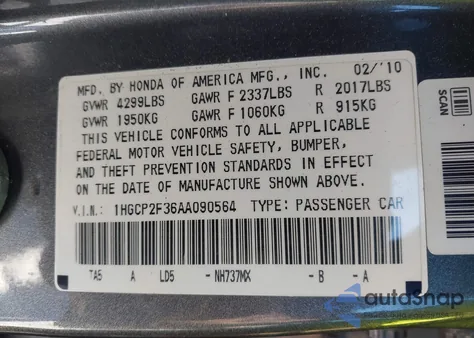 MFD. BY HONDA OF AMERICA MFG., INC. 02/'10
GVWR 4299LBS GAWR F 2337LBS R 2017LBS
GVWR 1950KG GAWR F 1060KG R 915KG
THIS VEHICLE CONFORMS TO ALL APPLICABLE
FEDERAL MOTOR VEHICLE SAFETY, BUMPER,
AND THEFT PREVENTION STANDARDS IN EFFECT
ON THE DATE OF MANUFACTURE SHOWN ABOVE.
V.I.N.: 1HGCP2F36AA090564 TYPE: PASSENGER CAR
TA5 A LD5 - NH737MX - B - A
SCAN
autoSnap